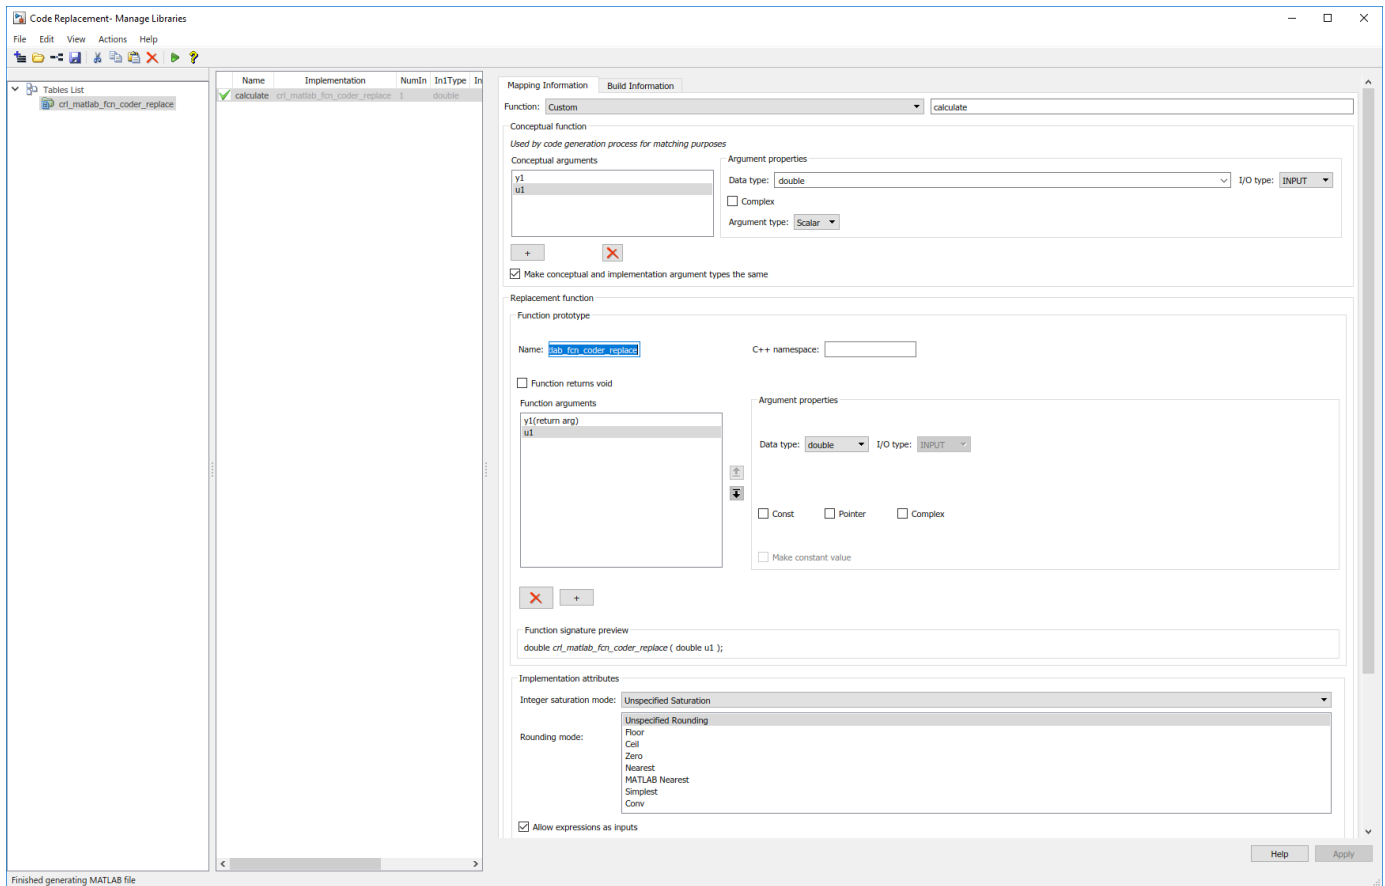 Code Replacement- Manage Libraries
File Edit View Actions Help
Tables List
crl_matlab_fcn_coder_replace
Name Implementation NumIn In1Type In
calculate crl_matlab_fcn_coder_replace 1 double
Mapping Information Build Information
Function: Custom calculate
Conceptual function
Used by code generation process for matching purposes
Conceptual arguments
y1
u1
Argument properties
Data type: double I/O type: INPUT
Complex
Argument type: Scalar
+
Make conceptual and implementation argument types the same
Replacement function
Function prototype
Name: lab_fcn_coder_replace C++ namespace:
Function returns void
Function arguments
y1(return arg)
u1
Argument properties
Data type: double I/O type: INPUT
Const Pointer Complex
Make constant value
+
Function signature preview
double crl_matlab_fcn_coder_replace ( double u1 );
Implementation attributes
Integer saturation mode: Unspecified Saturation
Rounding mode:
Unspecified Rounding
Floor
Ceil
Zero
Nearest
MATLAB Nearest
Simplest
Conv
Allow expressions as inputs
Help Apply
Finished generating MATLAB file